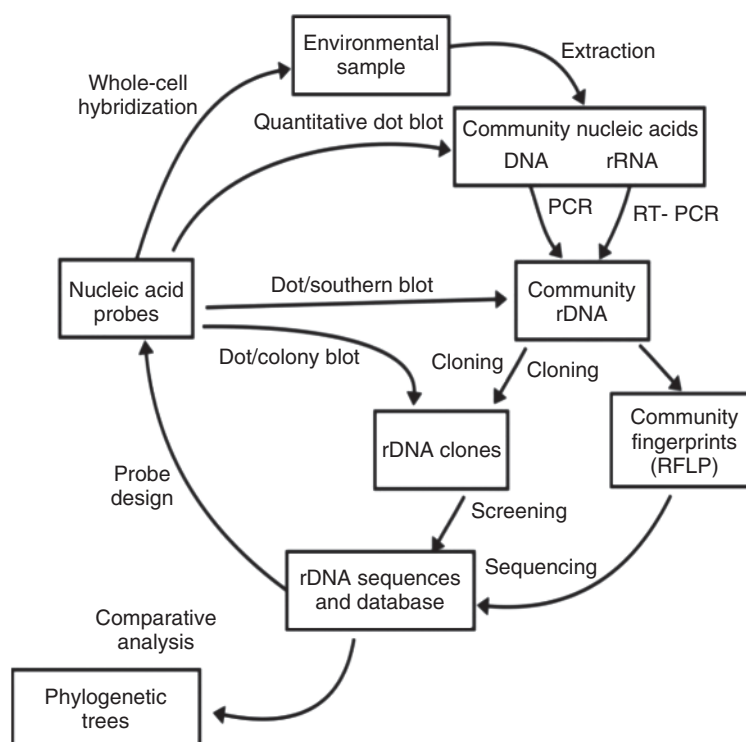 Environmental
sample
Extraction
Whole-cell
hybridization
Quantitative dot blot
Community nucleic acids
DNA rRNA
PCR
RT- PCR
Nucleic acid
probes
Dot/southern blot
Community
rDNA
Dot/colony blot
Cloning
Cloning
Community
fingerprints
(RFLP)
rDNA clones
Probe
design
Screening
Sequencing
rDNA sequences
and database
Comparative
analysis
Phylogenetic
trees